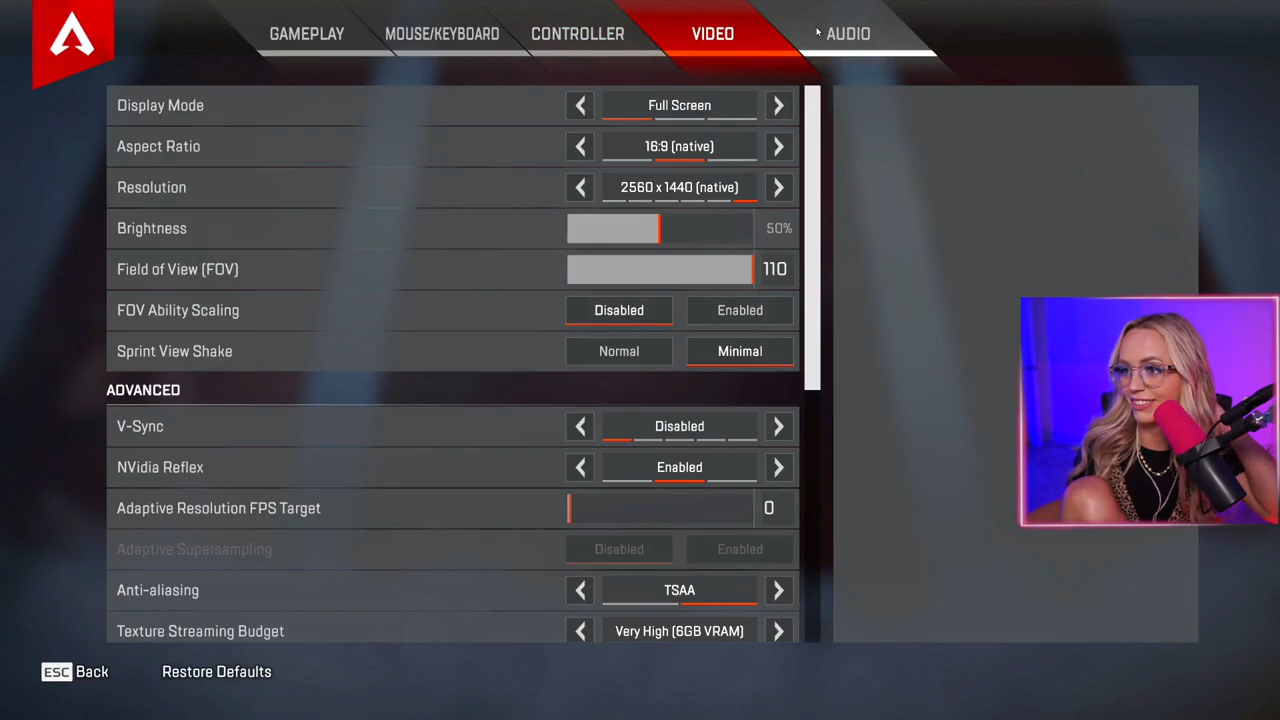 GAMEPLAY MOUSE/KEYBOARD CONTROLLER VIDEO AUDIO
Display Mode Full Screen
Aspect Ratio 16:9 (native)
Resolution 2560 x 1440 (native)
Brightness 50%
Field of View (FOV) 110
FOV Ability Scaling Disabled Enabled
Sprint View Shake Normal Minimal
ADVANCED
V-Sync Disabled
NVidia Reflex Enabled
Adaptive Resolution FPS Target 0
Adaptive Supersampling Disabled Enabled
Anti-aliasing TSAA
Texture Streaming Budget Very High (6GB VRAM)
ESC Back Restore Defaults